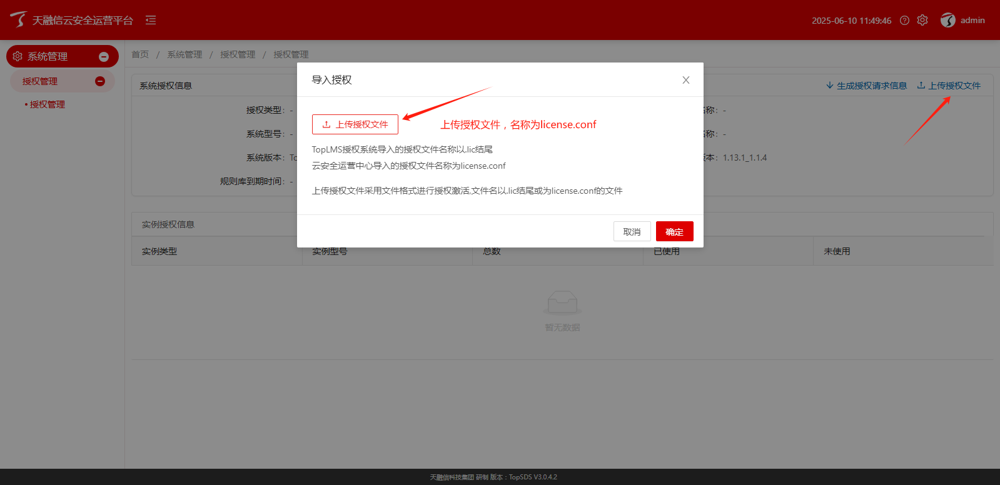 天融信云安全运营平台
2025-06-10 11:49:46
admin
系统管理
授权管理
• 授权管理
首页 / 系统管理 / 授权管理 / 授权管理
系统授权信息
生成授权请求信息
上传授权文件
授权类型: -
名称: -
系统型号: -
名称: -
系统版本: To
版本: 1.13.1_1.1.4
规则库到期时间: -
导入授权
上传授权文件
上传授权文件，名称为license.conf
TopLMS授权系统导入的授权文件名称以.lic结尾
云安全运营中心导入的授权文件名称为license.conf
上传授权文件采用文件格式进行授权激活,文件名以.lic结尾或为license.conf的文件
取消
确定
实例授权信息
实例类型 实例型号 总数 已使用 未使用
暂无数据
天融信科技集团 研制 版本：TopSDS V3.0.4.2